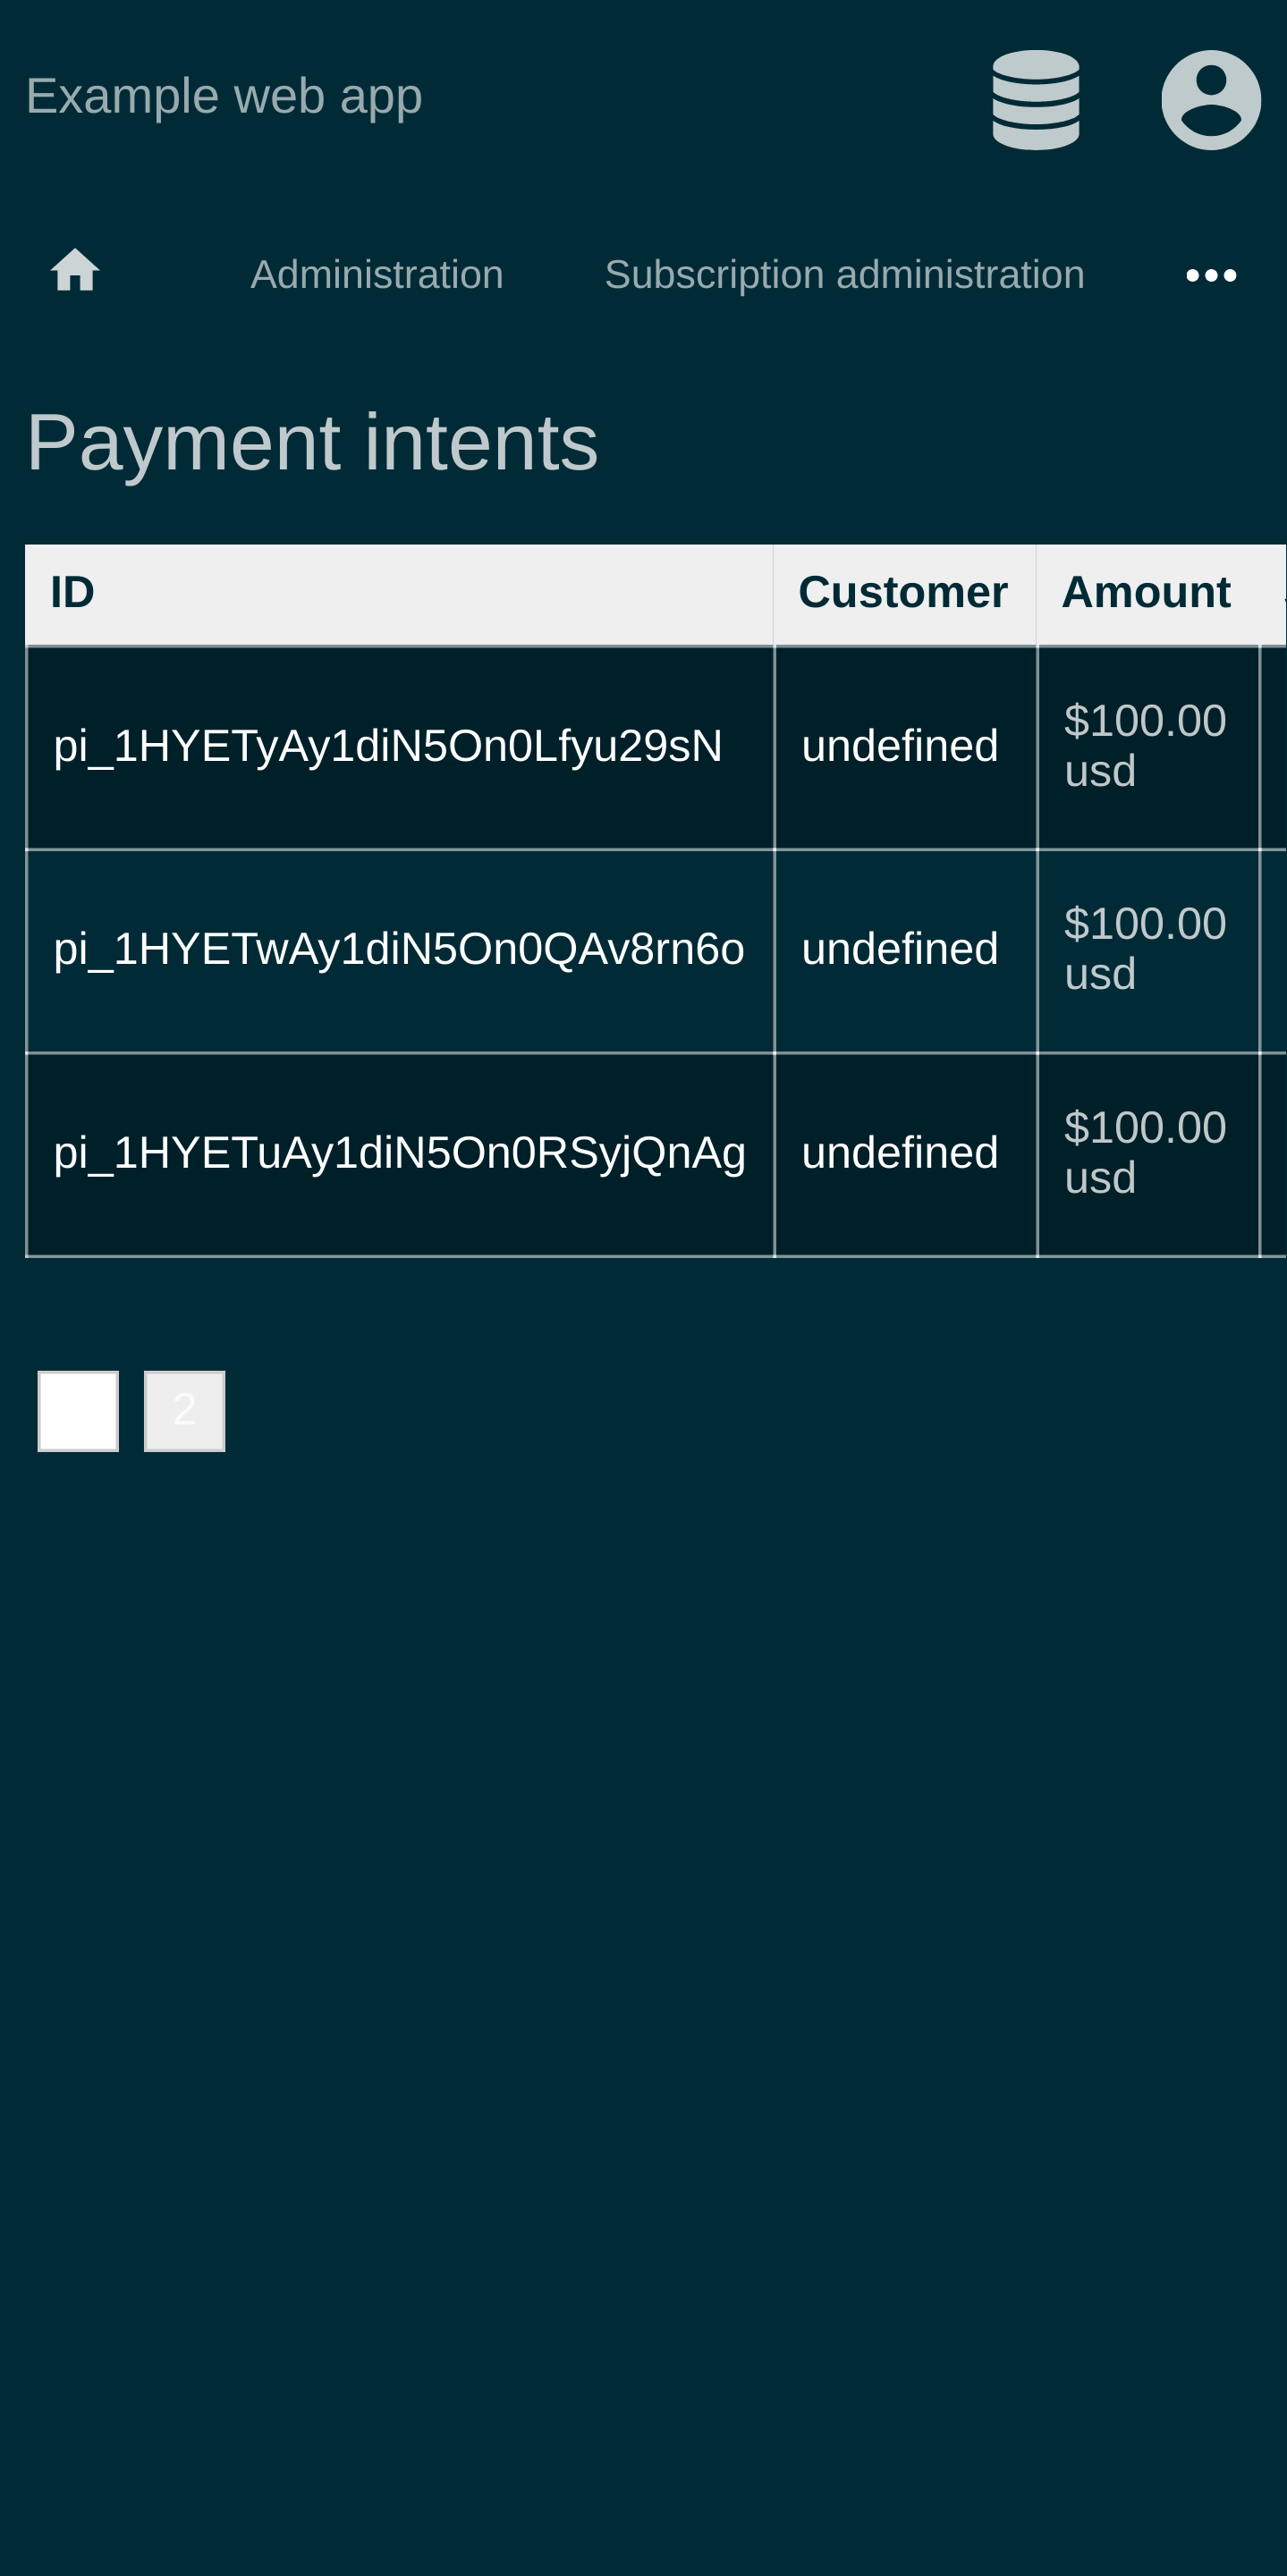 Example web app
Administration Subscription administration
Payment intents
ID Customer Amount
pi_1HYETyAy1diN5On0Lfyu29sN undefined $100.00
usd
pi_1HYETwAy1diN5On0QAv8rn6o undefined $100.00
usd
pi_1HYETuAy1diN5On0RSyjQnAg undefined $100.00
usd
2